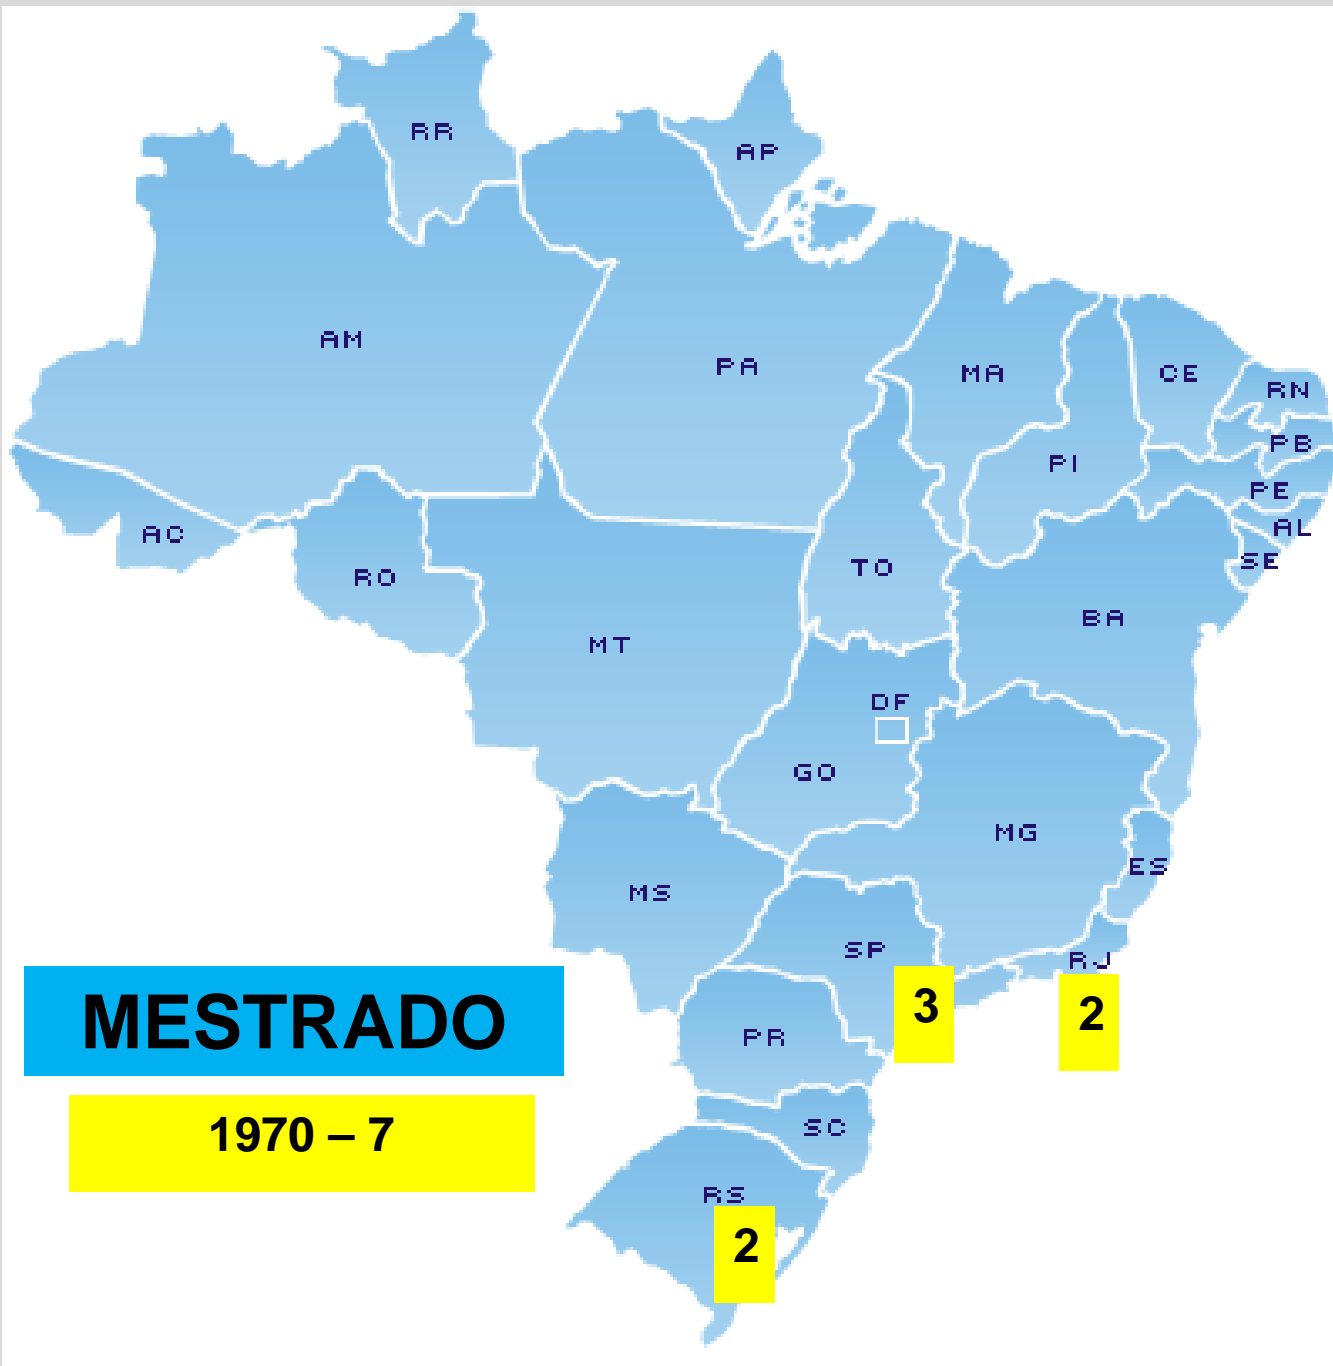 RR
AP
AM
PA
MA
CE
RN
PB
PI
PE
AC
AL
SE
RO
TO
BA
MT
DF
GO
MG
ES
MS
SP
RJ
MESTRADO
3
2
PR
1970 – 7
SC
RS
2